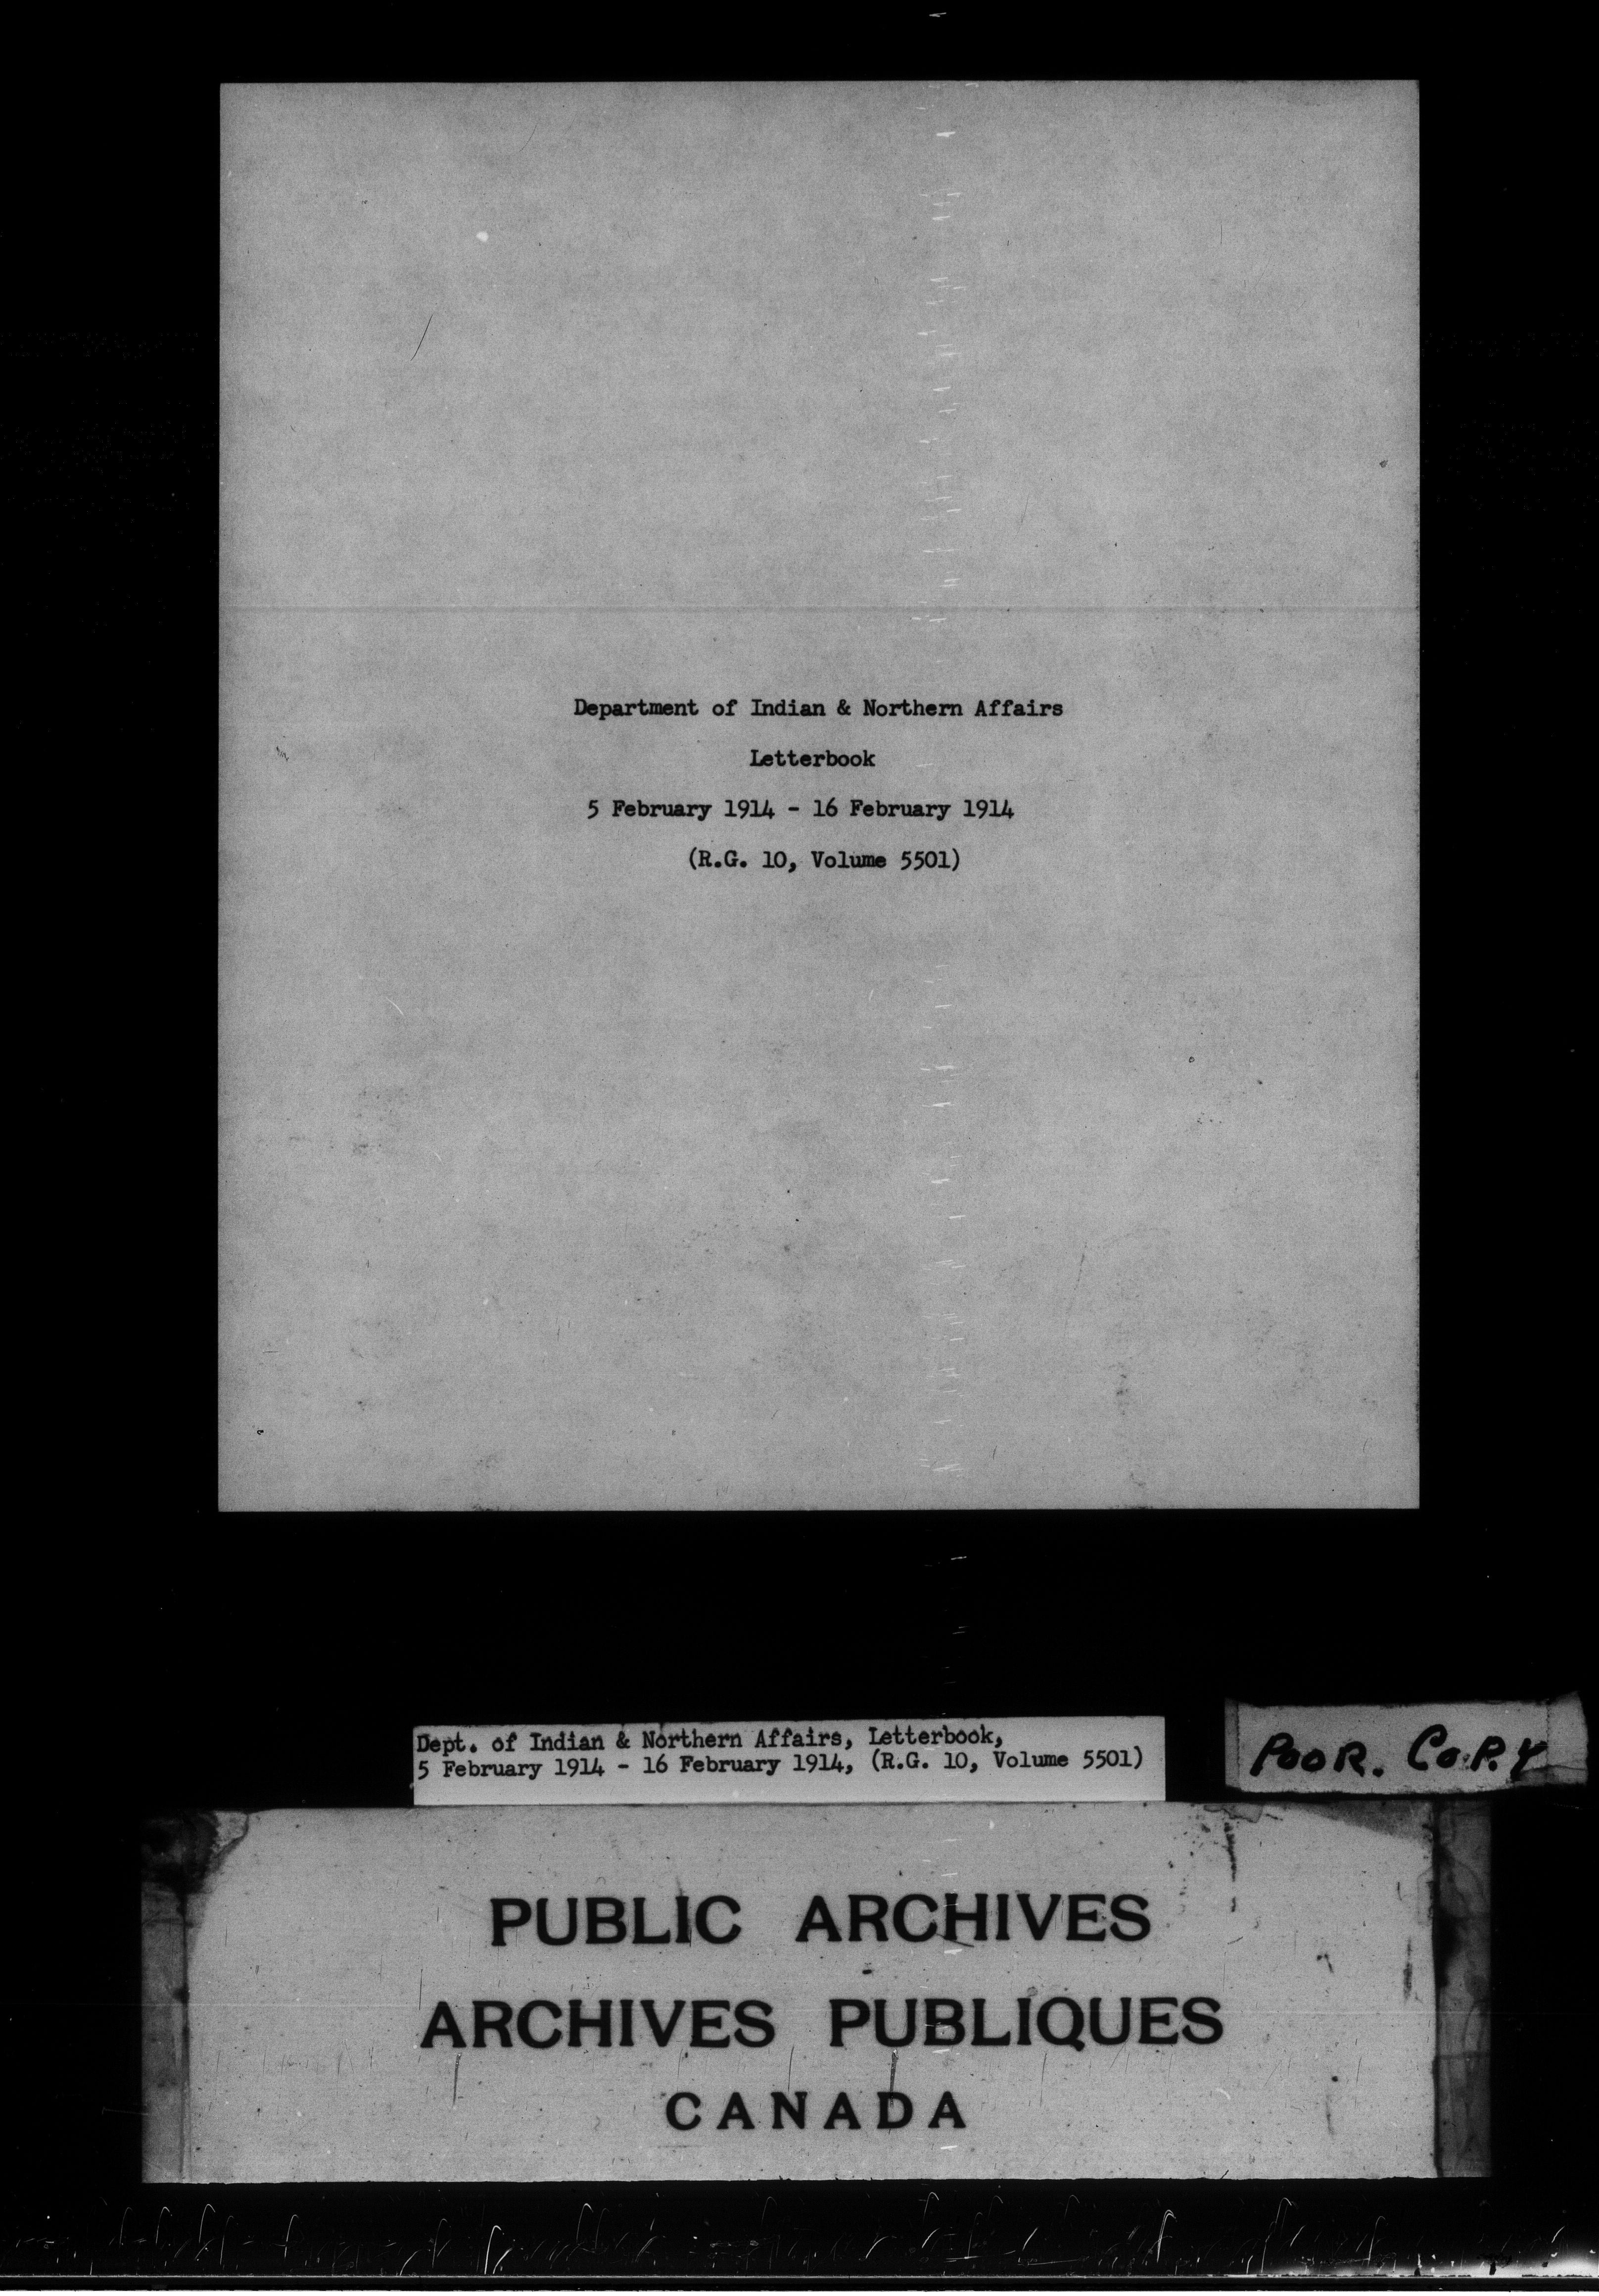 Department of Indian & Northern Affairs
Letterbook
5 February 1914 - 16 February 1914
(R.G. 10, Volume 5501)
Dept. of Indian & Northern Affairs, Letterbook,
5 February 1914 - 16 February 1914, (R.G. 10, Volume 5501)
POOR. COPY
PUBLIC ARCHIVES
ARCHIVES PUBLIQUES
CANADA